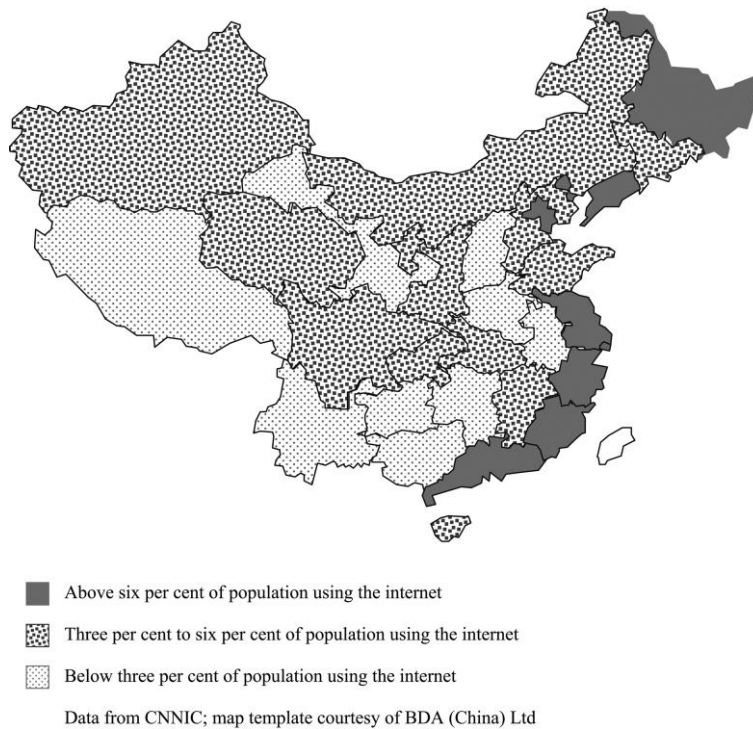 Above six per cent of population using the internet
Three per cent to six per cent of population using the internet
Below three per cent of population using the internet
Data from CNNIC; map template courtesy of BDA (China) Ltd